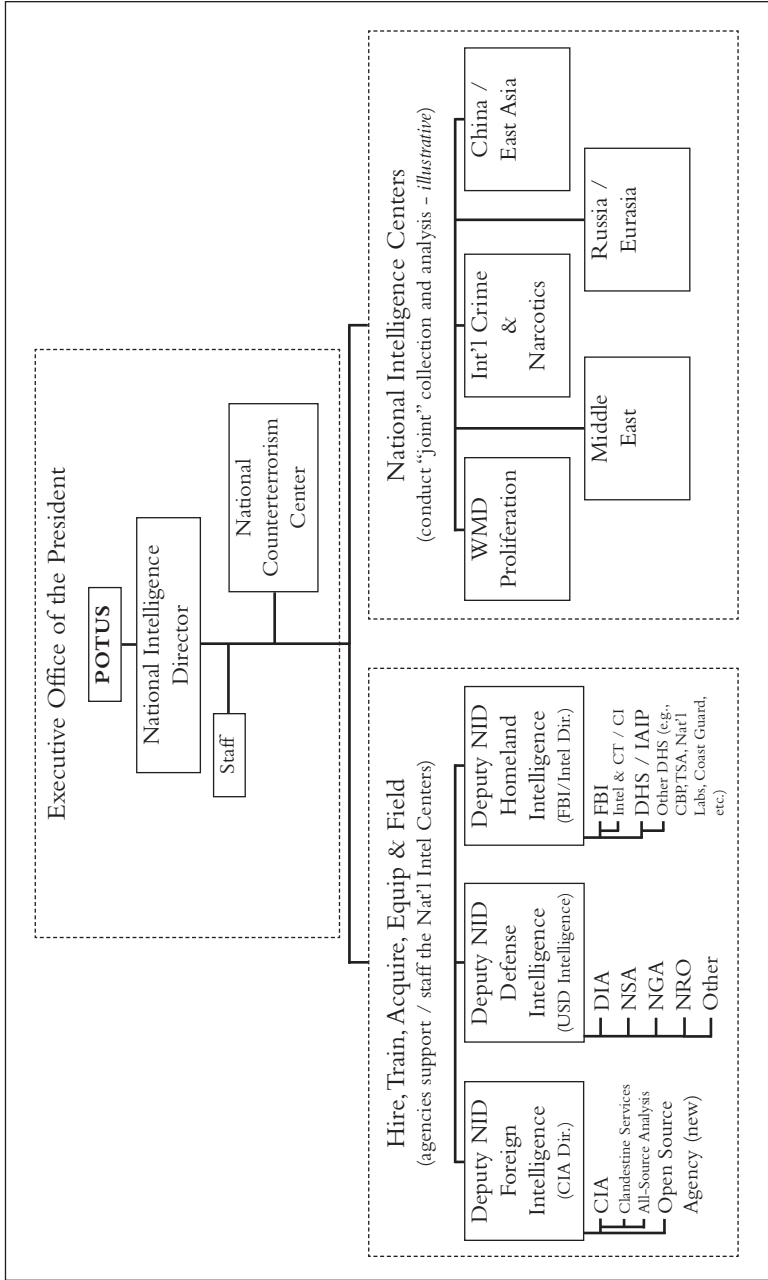 Executive Office of the President
POTUS
National Intelligence
Director
Staff
National
Counterterrorism
Center
Hire, Train, Acquire, Equip & Field
(agencies support / staff the Nat'l Intel Centers)
Deputy NID
Foreign
Intelligence
(CIA Dir.)
CIA
Clandestine Services
All-Source Analysis
Open Source
Agency (new)
Deputy NID
Defense
Intelligence
(USD Intelligence)
DIA
NSA
NGA
NRO
Other
Deputy NID
Homeland
Intelligence
(FBI/Intel Dir.)
FBI
Intel & CT / CI
DHS / IAIP
Other DHS (e.g.,
CBP, TSA, Nat'l
Labs, Coast Guard,
etc.)
National Intelligence Centers
(conduct “joint” collection and analysis – illustrative)
WMD
Proliferation
Int'l Crime
&
Narcotics
China /
East Asia
Middle
East
Russia /
Eurasia